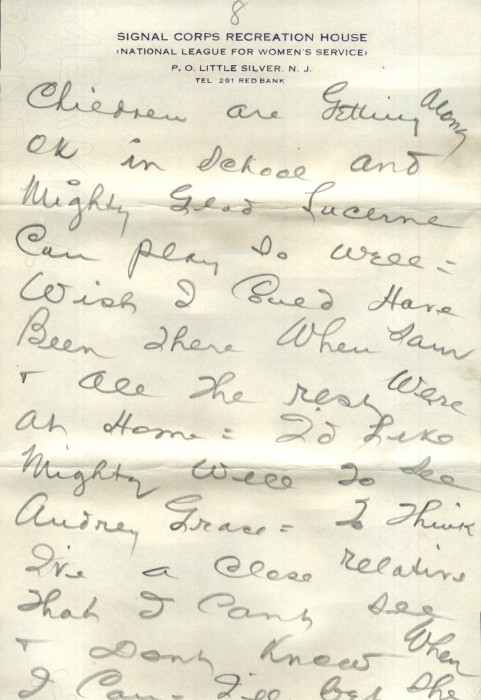 8
SIGNAL CORPS RECREATION HOUSE
(NATIONAL LEAGUE FOR WOMEN'S SERVICE)
P. O. LITTLE SILVER, N. J.
TEL 291 RED BANK
Children are Getting Along
OK in School and
Mighty Glad Lucerne
Can play So Well =
Wish I Could Have
Been There When Sam
+ All The rest Were
at Home = I'd Like
Mighty Well To See
Audrey Grace = To Think
I've a Close relative
That I Cant See
+ Dont Know When
I Can = I'll bet She